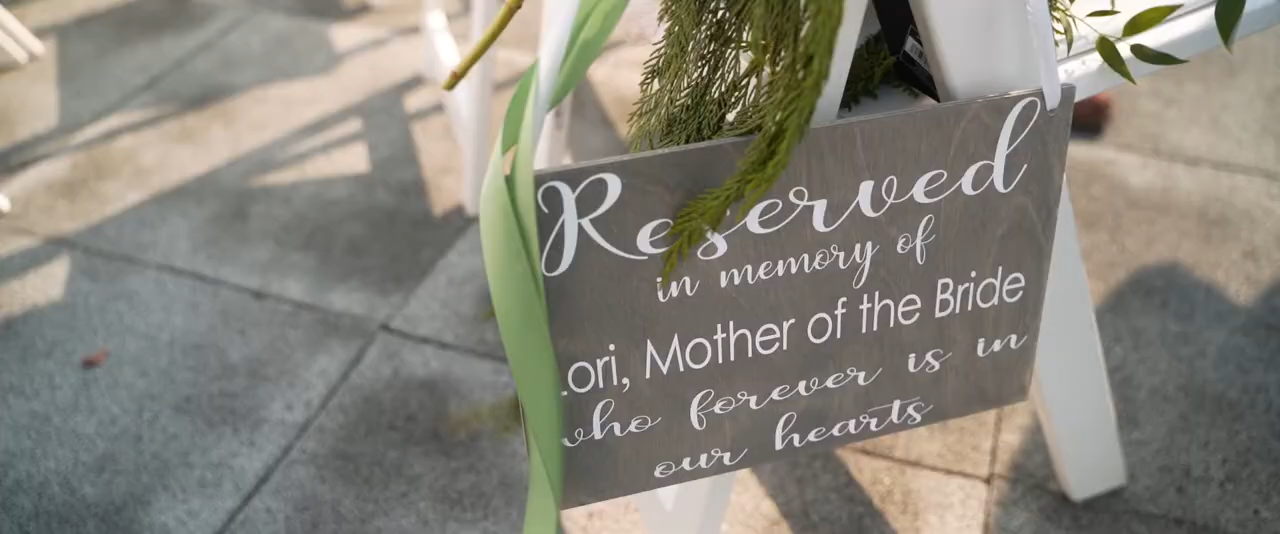 Reserved
in memory of
Lori, Mother of the Bride
who forever is in
our hearts